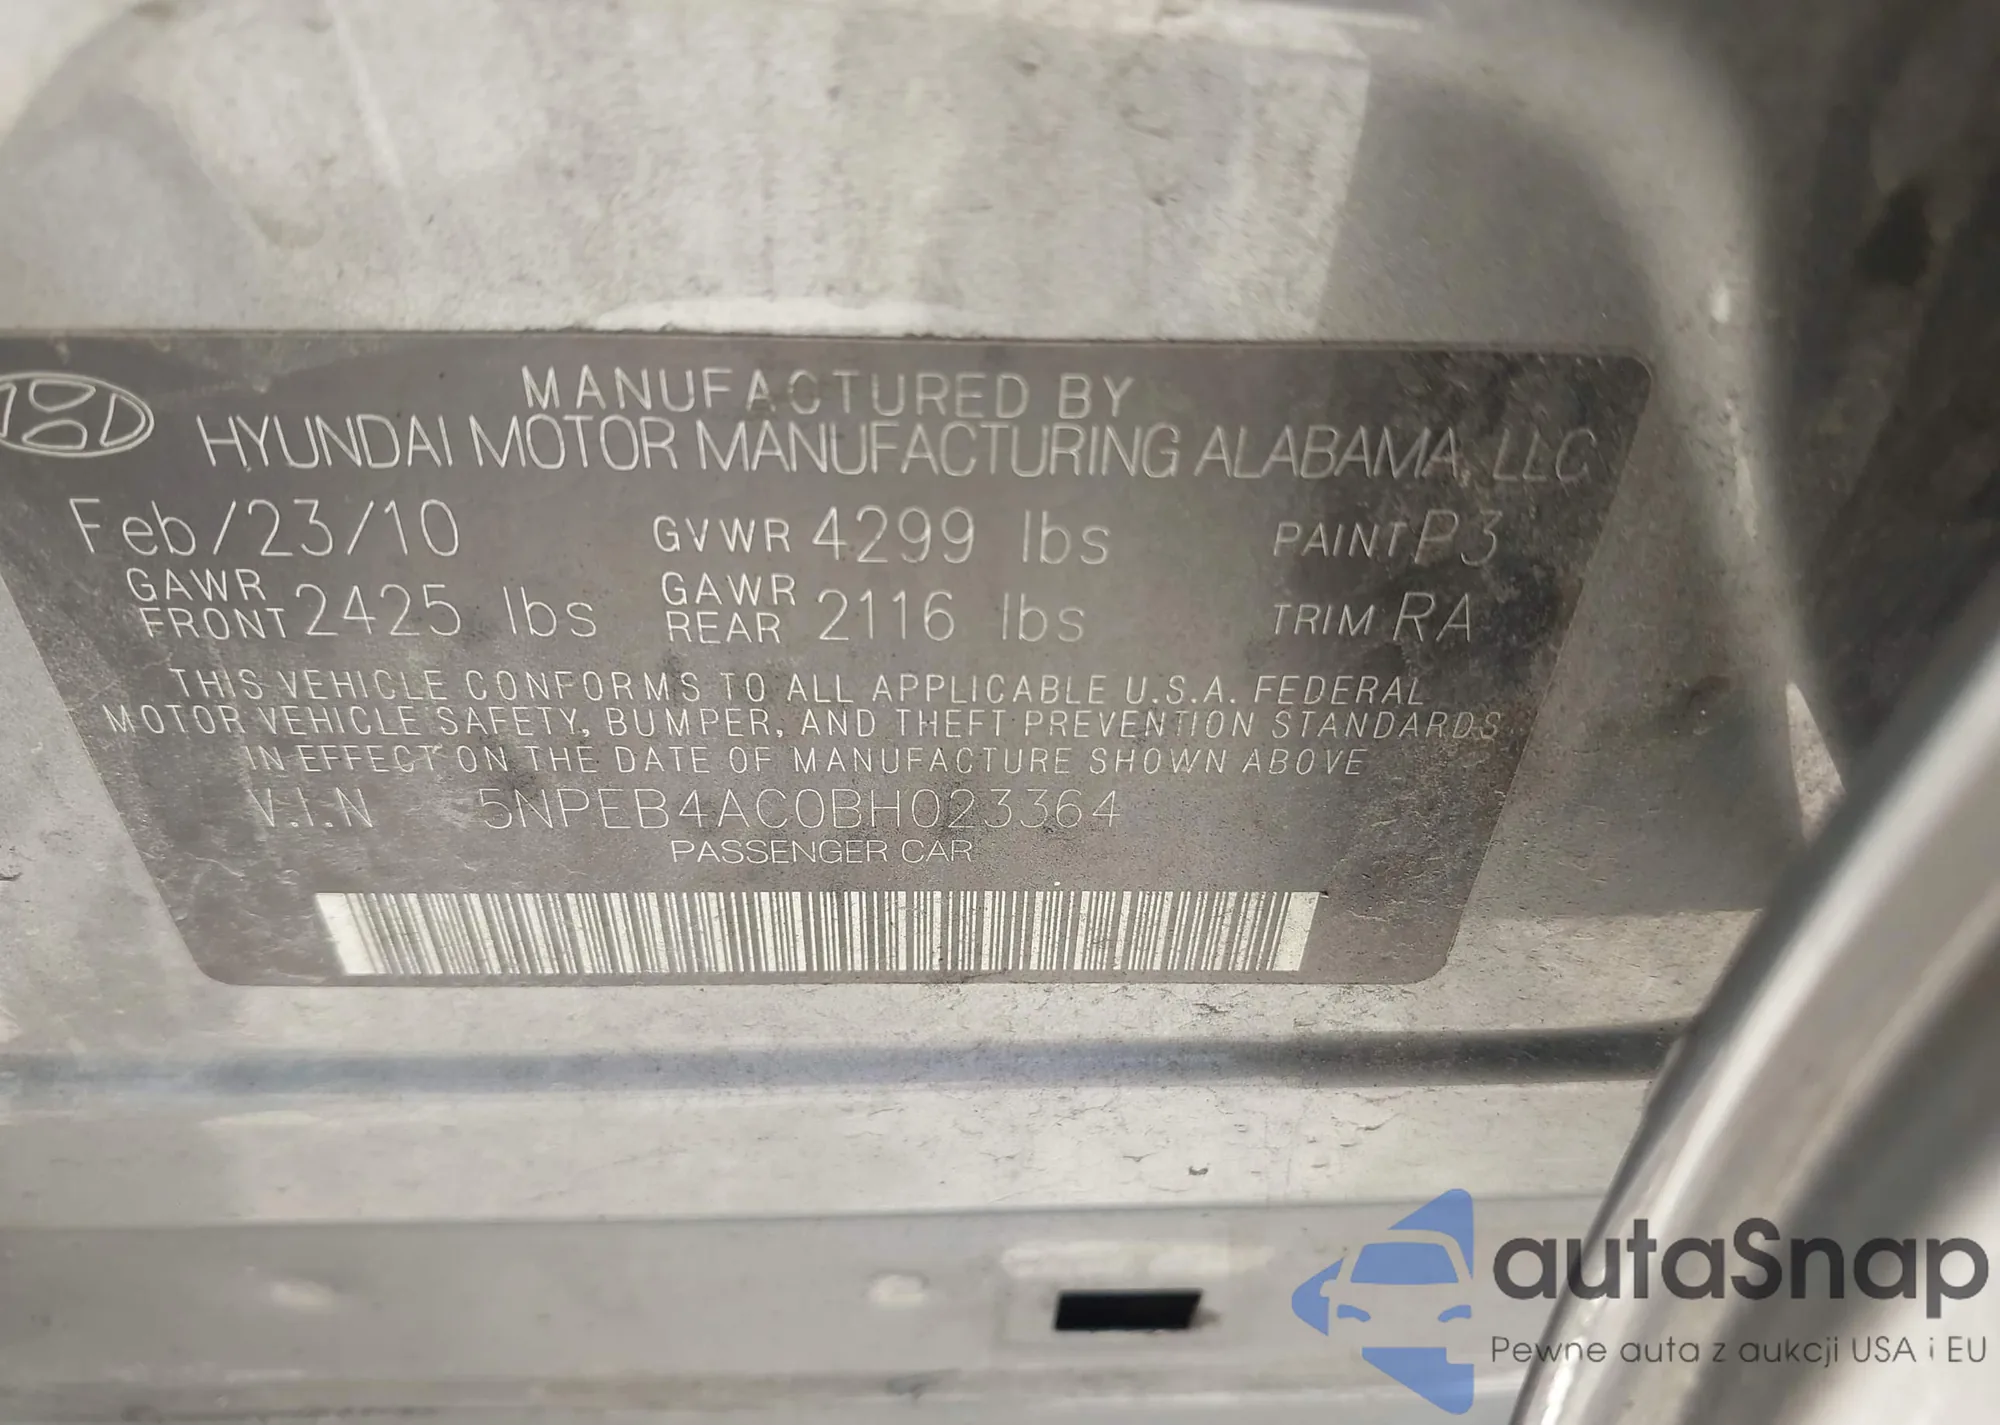 MANUFACTURED BY
HYUNDAI MOTOR MANUFACTURING ALABAMA, LLC
Feb/23/10 GVWR 4299 lbs PAINT P3
GAWR FRONT 2425 lbs GAWR REAR 2116 lbs TRIM RA
THIS VEHICLE CONFORMS TO ALL APPLICABLE U.S.A. FEDERAL
MOTOR VEHICLE SAFETY, BUMPER, AND THEFT PREVENTION STANDARDS
IN EFFECT ON THE DATE OF MANUFACTURE SHOWN ABOVE
V.I.N 5NPEB4AC0BH023364
PASSENGER CAR
autaSnap
Pewne auta z aukcji USA i EU